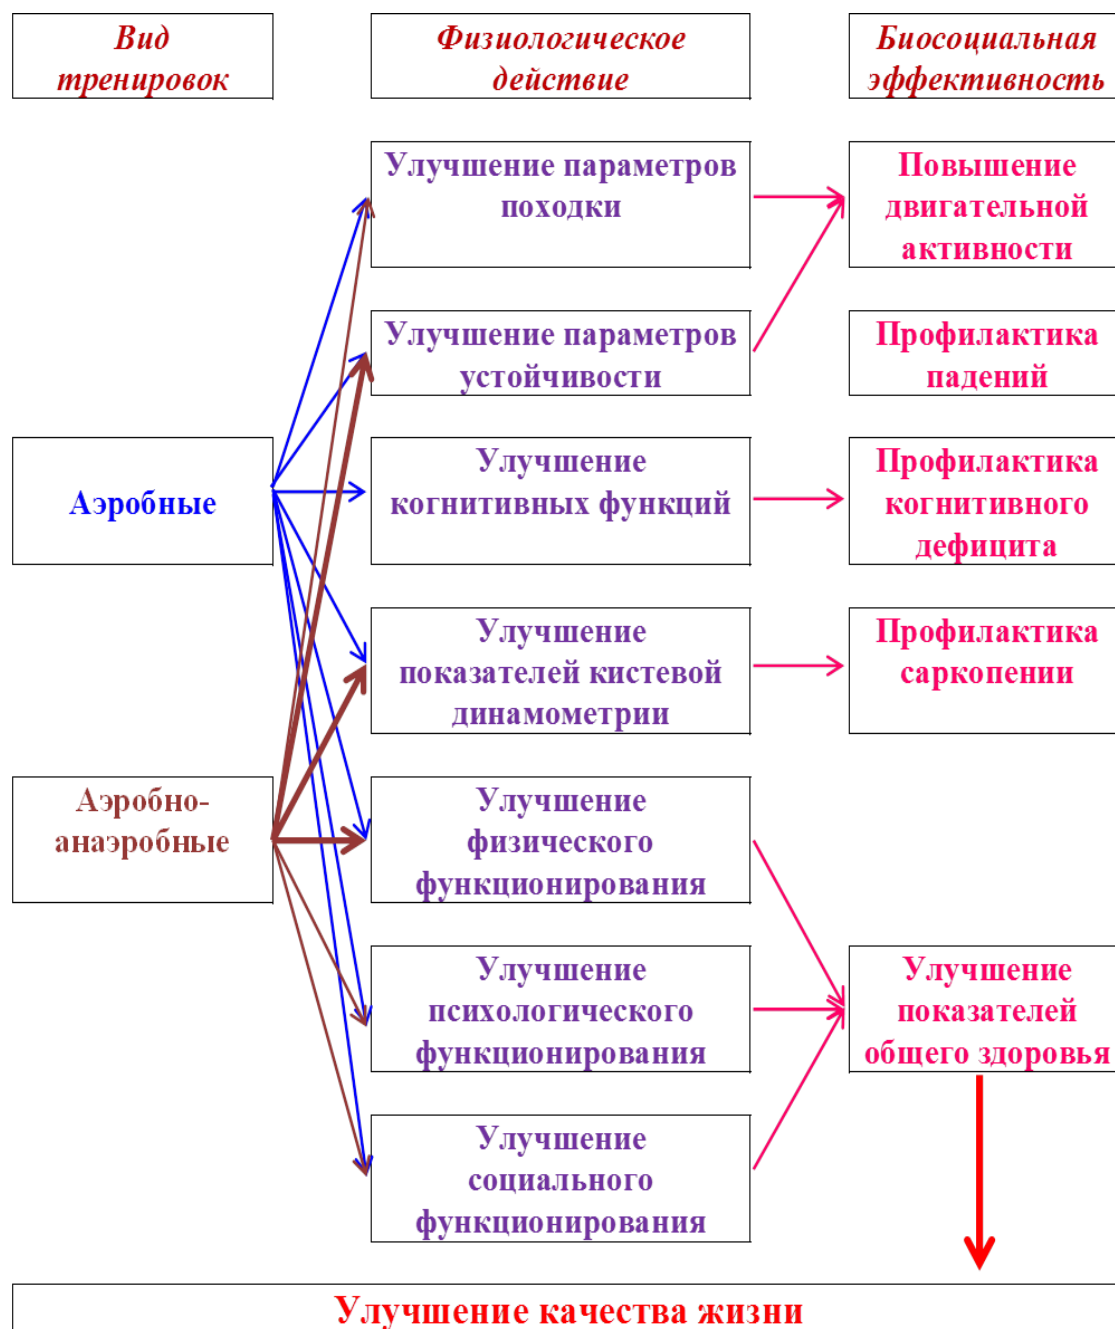 Вид
тренировок
Физиологическое
действие
Биосоциальная
эффективность
Улучшение параметров
походки
Повышение
двигательной
активности
Улучшение параметров
устойчивости
Профилактика
падений
Аэробные
Улучшение
когнитивных функций
Профилактика
когнитивного
дефицита
Улучшение
показателей кистевой
динамометрии
Профилактика
саркопении
Аэробно-
анаэробные
Улучшение
физического
функционирования
Улучшение
психологического
функционирования
Улучшение
показателей
общего здоровья
Улучшение
социального
функционирования
Улучшение качества жизни